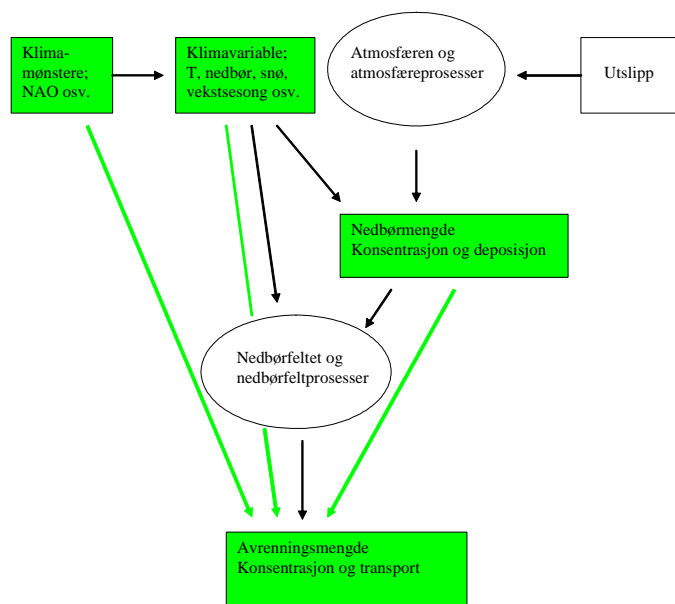 Klima-
mønstere;
NAO osv.
Klimavariable;
T, nedbør, snø,
vekstsesong osv.
Atmosfæren og
atmosfæreprosesser
Utslipp
Nedbørmengde
Konsentrasjon og deposisjon
Nedbørfeltet og
nedbørfeltprosesser
Avrenningsmengde
Konsentrasjon og transport